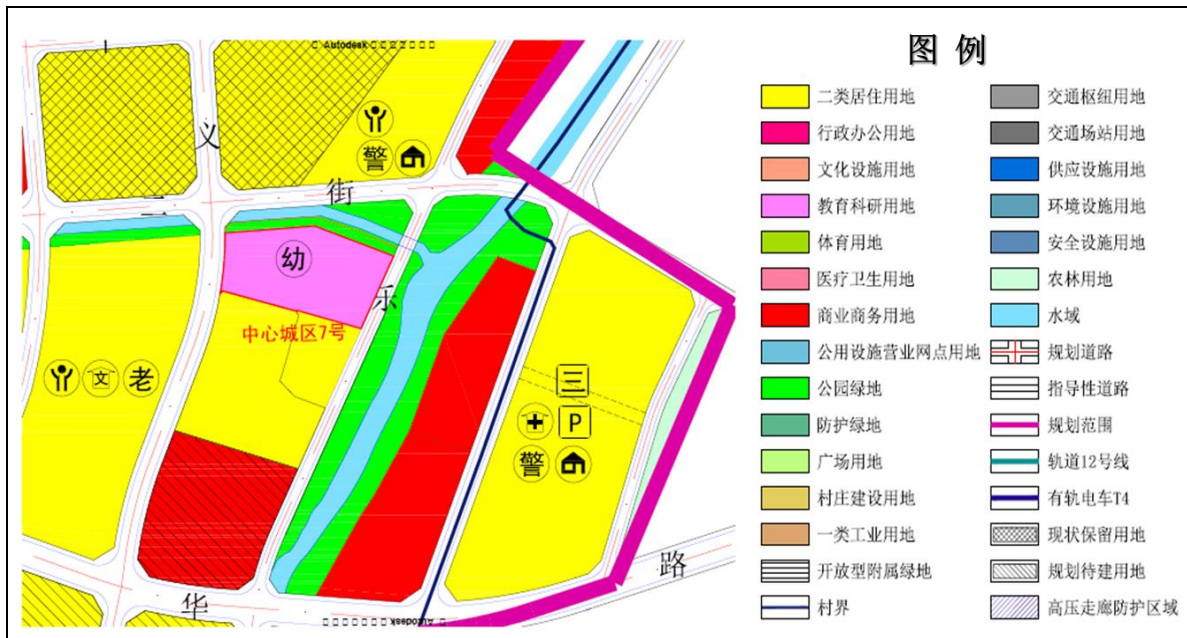 Autodesk
义
警
街
二
幼
乐
中心城区7号
文 老
三
P
警
华
路
Autodesk
图 例
二类居住用地
行政办公用地
文化设施用地
教育科研用地
体育用地
医疗卫生用地
商业商务用地
公用设施营业网点用地
公园绿地
防护绿地
广场用地
村庄建设用地
一类工业用地
开放型附属绿地
村界
交通枢纽用地
交通场站用地
供应设施用地
环境设施用地
安全设施用地
农林用地
水域
规划道路
指导性道路
规划范围
轨道12号线
有轨电车T4
现状保留用地
规划待建用地
高压走廊防护区域